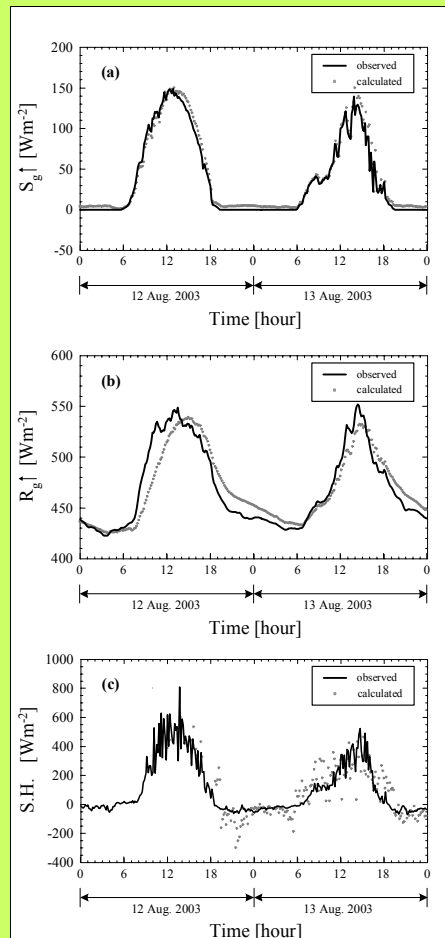 200
(a)
observed
calculated
150
100
50
0
-50
S_g↑ [Wm⁻²]
0 6 12 18 0 6 12 18 0
12 Aug. 2003 13 Aug. 2003
Time [hour]
600
(b)
observed
calculated
550
500
450
400
R_g↑ [Wm⁻²]
0 6 12 18 0 6 12 18 0
12 Aug. 2003 13 Aug. 2003
Time [hour]
1000
(c)
observed
calculated
800
600
400
200
0
-200
-400
S.H. [Wm⁻²]
0 6 12 18 0 6 12 18 0
12 Aug. 2003 13 Aug. 2003
Time [hour]